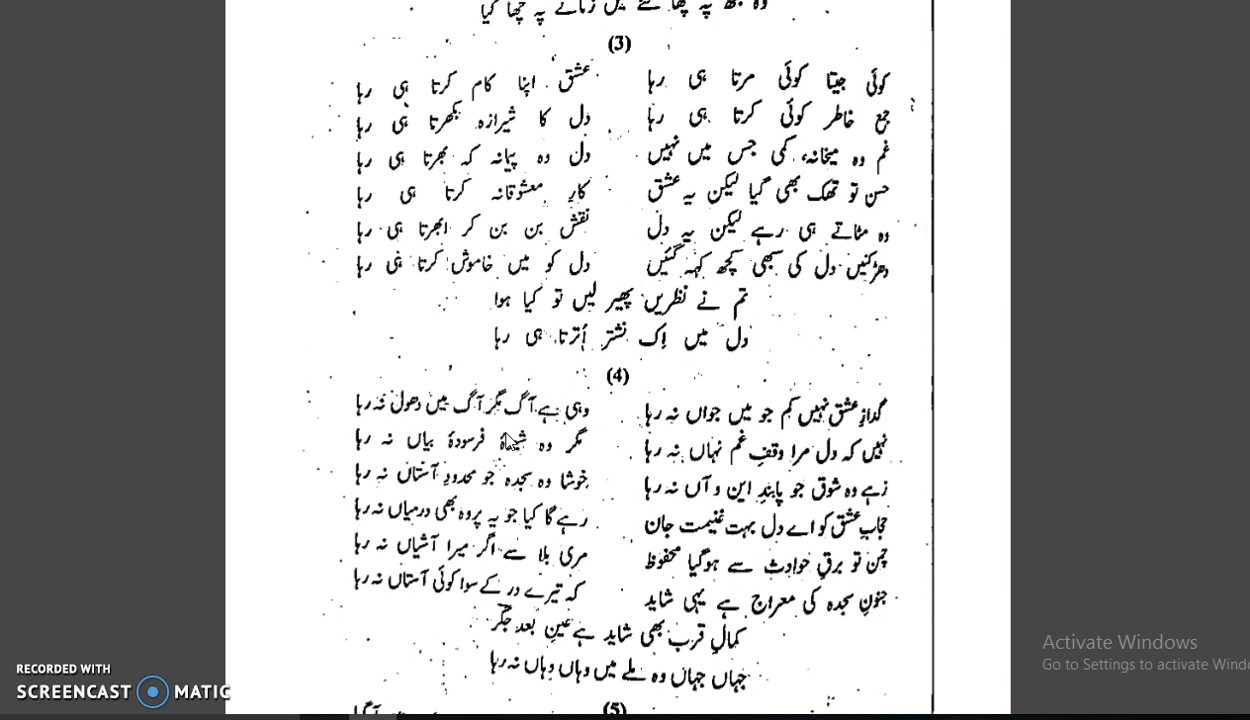 وہ مجھ پہ چھا گئے میں زمانے پہ چھا گیا
(3)
کوئی جیتا کوئی مرتا ہی رہا عشق اپنا کام کرتا ہی رہا
جمع خاطر کوئی کرتا ہی رہا دل کا شیرازہ بکھرتا ہی رہا
غم وہ میخانہ، کمی جس میں نہیں دل وہ پیمانہ کہ بھرتا ہی رہا
حسن تو تھک بھی گیا لیکن یہ عشق کار معشوقانہ کرتا ہی رہا
وہ مٹاتے ہی رہے لیکن یہ دل نقش بن بن کر ابھرتا ہی رہا
دھڑکنیں دل کی سبھی کچھ کہہ گئیں دل کو میں خاموش کرتا ہی رہا
تم نے نظریں پھیر لیں تو کیا ہوا
دل میں اِک نشتر اُترتا ہی رہا
(4)
گدازِ عشق نہیں کم جو میں جواں نہ رہا وہی ہے آگ مگر آگ میں دھواں نہ رہا
نہیں کہ دل مرا وقفِ غم نہاں نہ رہا مگر وہ شیوۂ فرسودۂ بیاں نہ رہا
زہے وہ شوق جو پابندِ این و آں نہ رہا خوشا وہ سجدہ جو محدودِ آستاں نہ رہا
حجابِ عشق کو اے دل بہت غنیمت جان رہے گا کیا جو یہ پردہ بھی درمیاں نہ رہا
چمن تو برقِ حوادث سے ہوگیا محفوظ مری بلا سے اگر میرا آشیاں نہ رہا
جنونِ سجدہ کی معراج ہے یہی شاید کہ تیرے در کے سوا کوئی آستاں نہ رہا
کمالِ قرب بھی شاید ہے عینِ بعد جگر
جہاں جہاں وہ ملے میں وہاں وہاں نہ رہا
(5)
Activate Windows
Go to Settings to activate Windo
RECORDED WITH
SCREENCAST MATIC